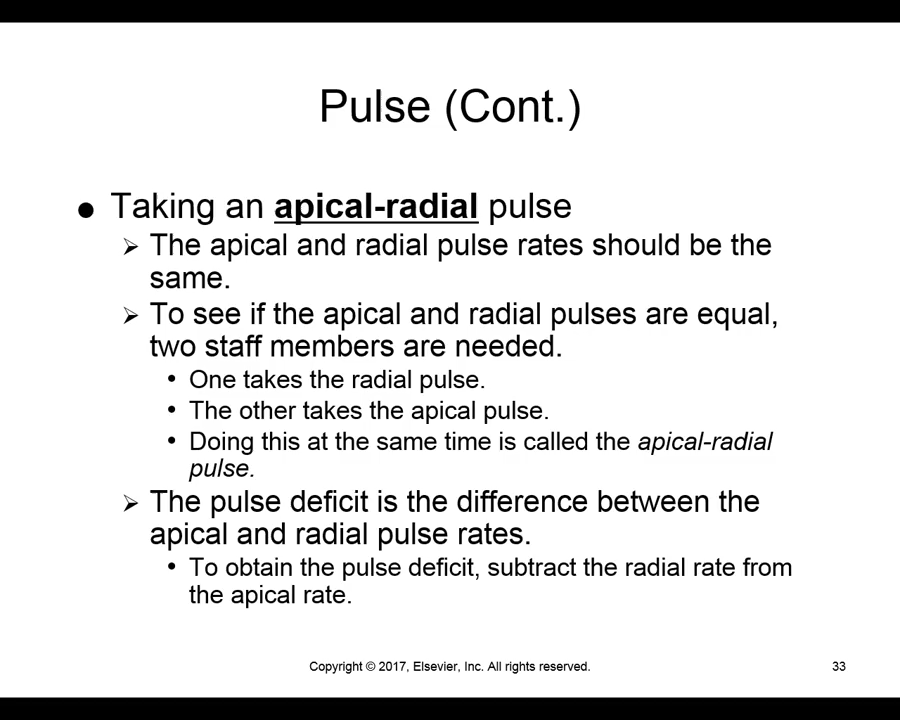 Pulse (Cont.)
● Taking an apical-radial pulse
➢ The apical and radial pulse rates should be the
same.
➢ To see if the apical and radial pulses are equal,
two staff members are needed.
• One takes the radial pulse.
• The other takes the apical pulse.
• Doing this at the same time is called the apical-radial
pulse.
➢ The pulse deficit is the difference between the
apical and radial pulse rates.
• To obtain the pulse deficit, subtract the radial rate from
the apical rate.
Copyright © 2017, Elsevier, Inc. All rights reserved.
33